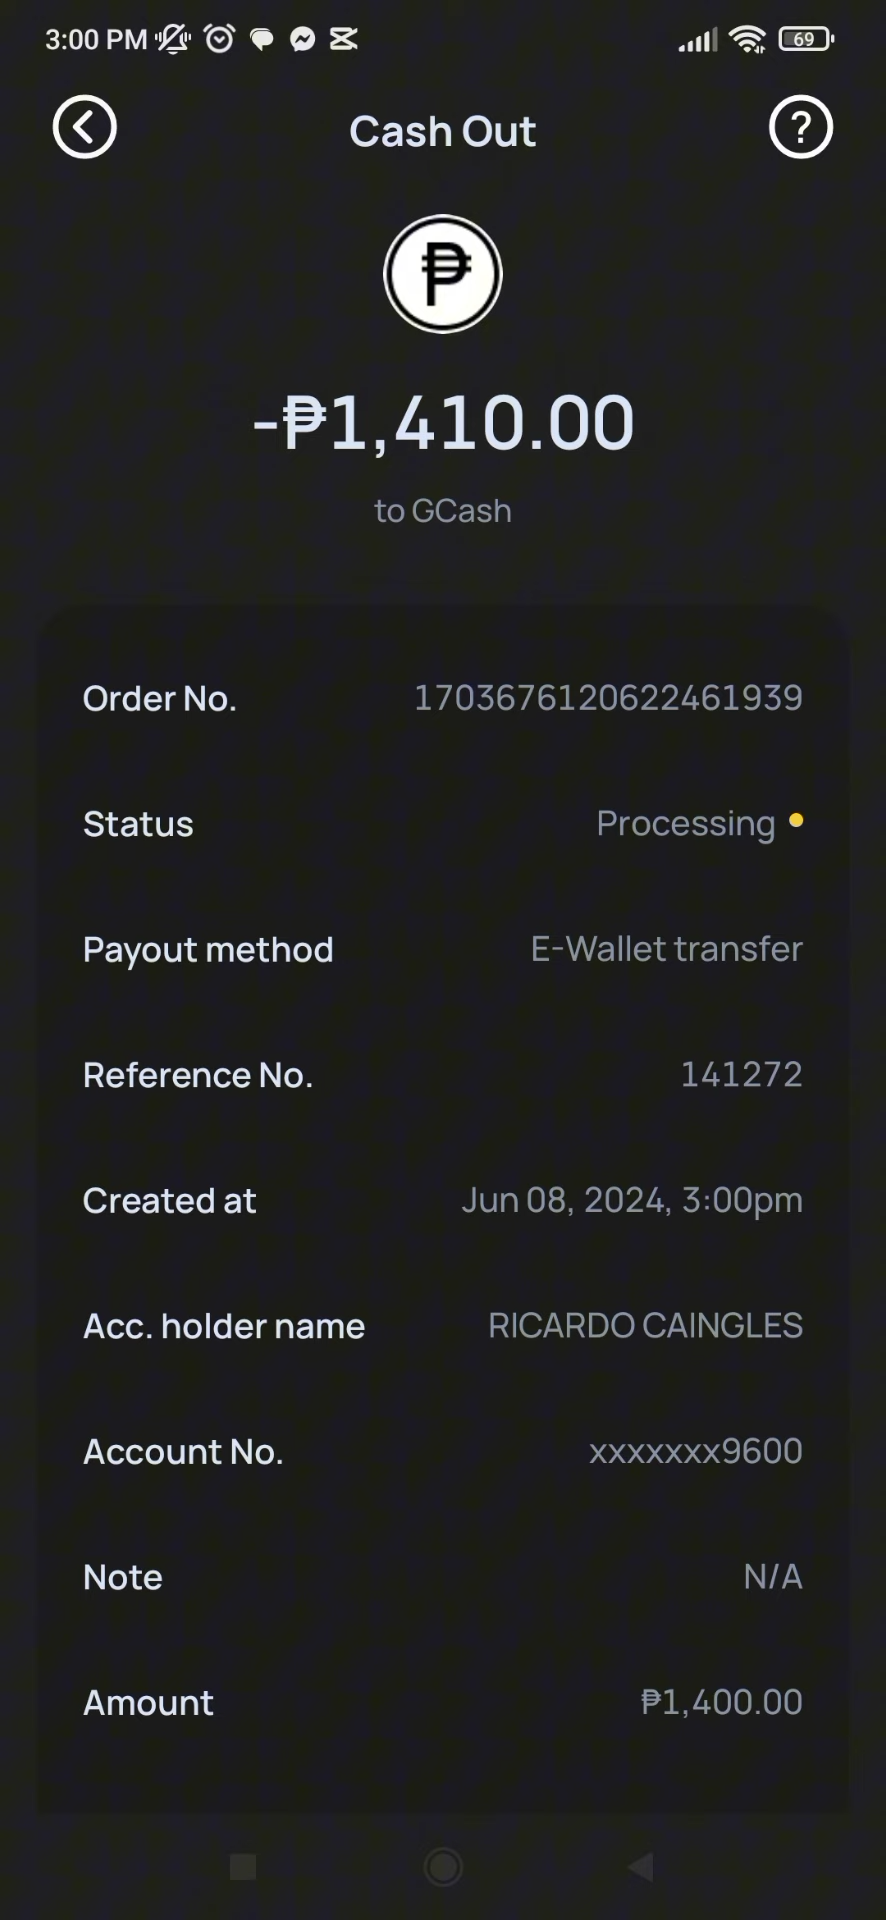 3:00 PM
69
Cash Out
?
₱
-₱1,410.00
to GCash
Order No. 1703676120622461939
Status Processing
Payout method E-Wallet transfer
Reference No. 141272
Created at Jun 08, 2024, 3:00pm
Acc. holder name RICARDO CAINGLES
Account No. xxxxxxx9600
Note N/A
Amount ₱1,400.00